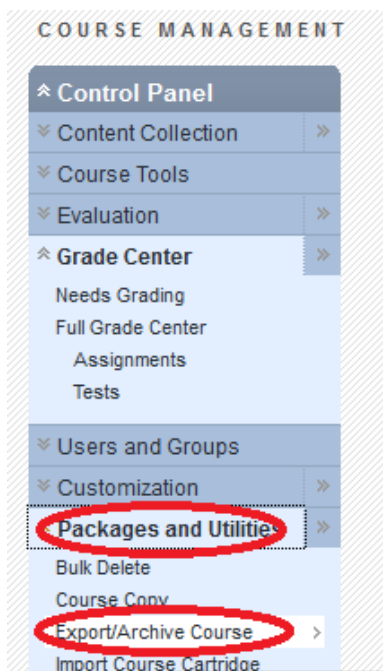 COURSE MANAGEMENT
Control Panel
Content Collection
Course Tools
Evaluation
Grade Center
Needs Grading
Full Grade Center
Assignments
Tests
Users and Groups
Customization
Packages and Utilities
Bulk Delete
Course Copy
Export/Archive Course
Import Course Cartridge